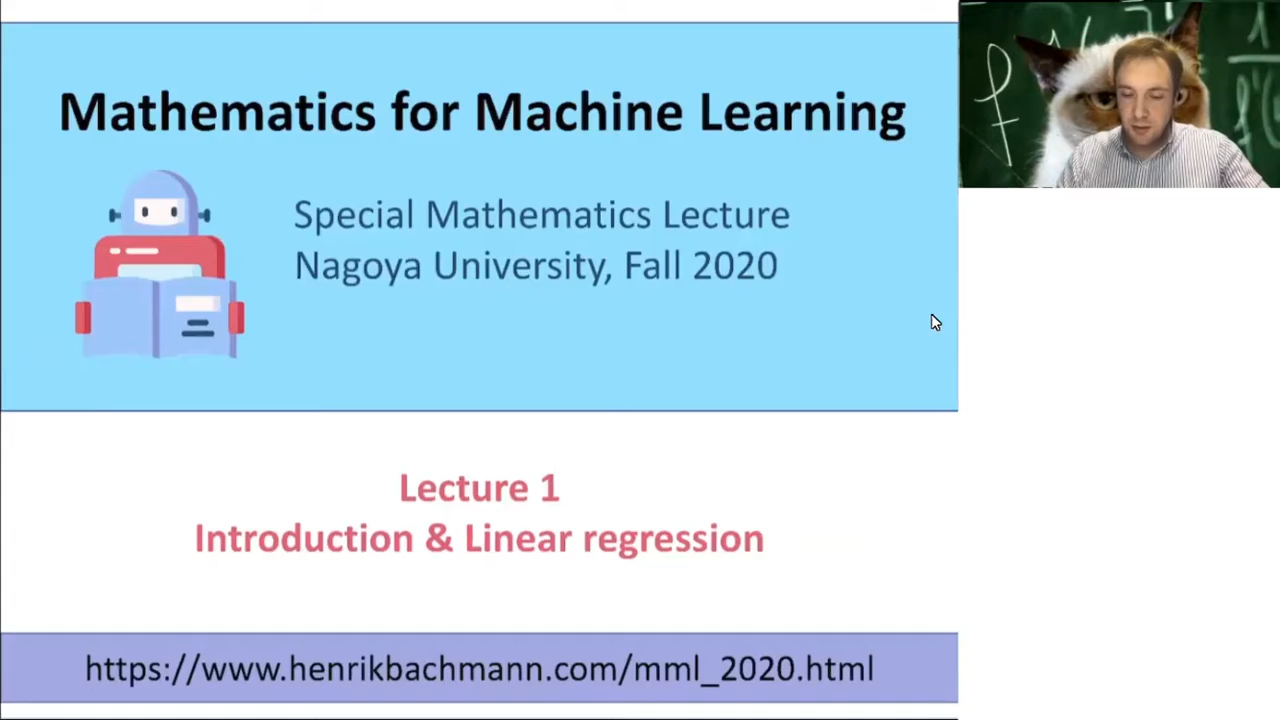 Mathematics for Machine Learning
Special Mathematics Lecture
Nagoya University, Fall 2020
Lecture 1
Introduction & Linear regression
https://www.henrikbachmann.com/mml_2020.html